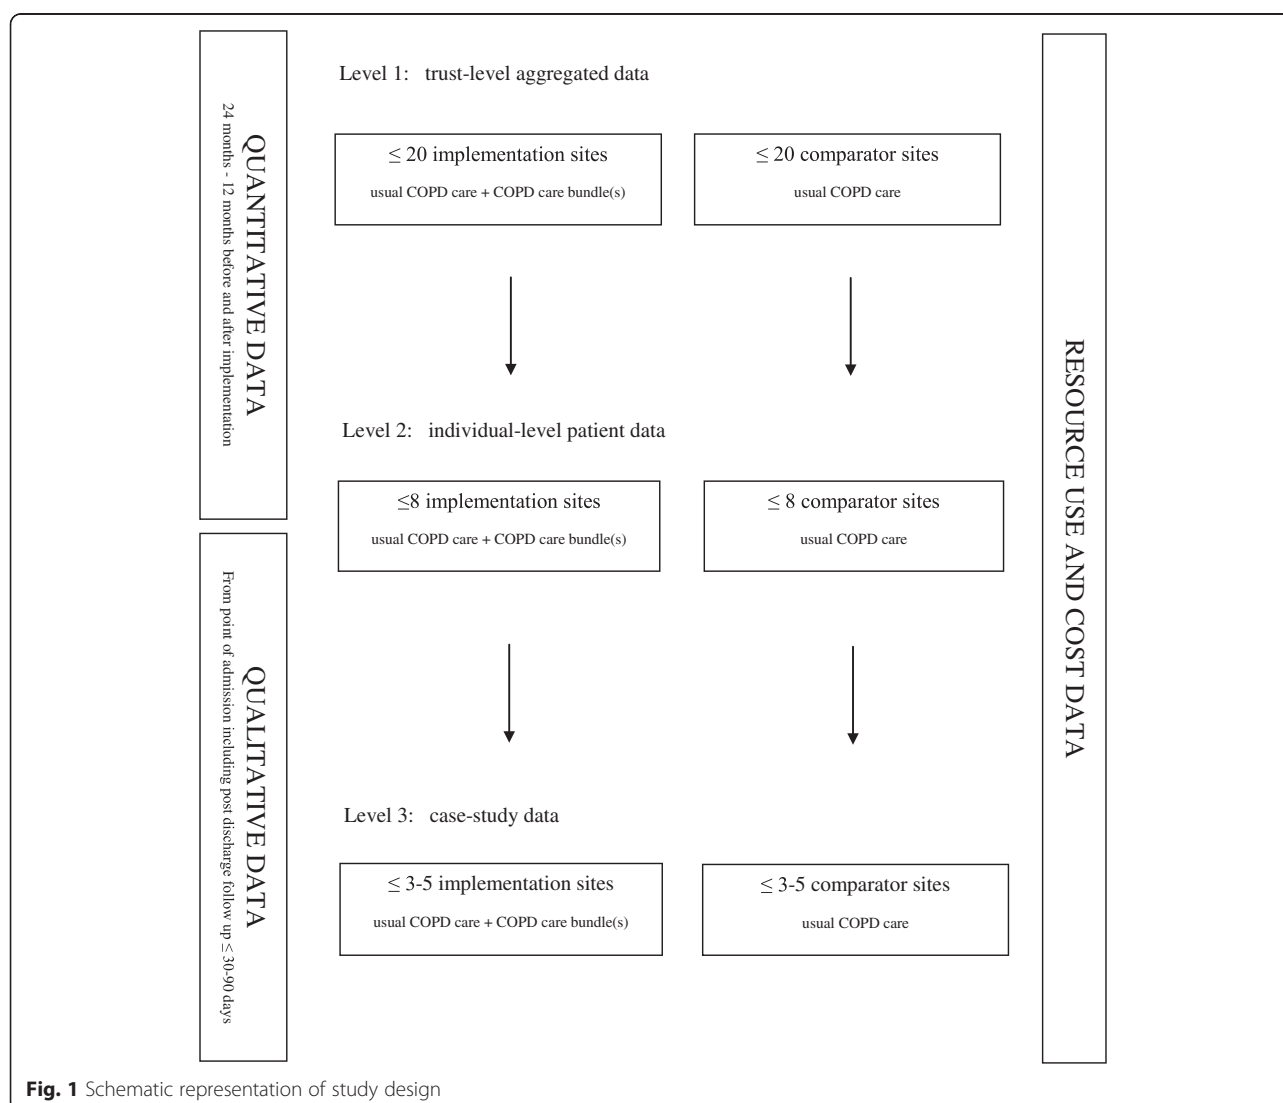 QUANTITATIVE DATA
24 months - 12 months before and after implementation
Level 1: trust-level aggregated data
≤ 20 implementation sites
usual COPD care + COPD care bundle(s)
≤ 20 comparator sites
usual COPD care
Level 2: individual-level patient data
≤8 implementation sites
usual COPD care + COPD care bundle(s)
≤ 8 comparator sites
usual COPD care
QUALITATIVE DATA
From point of admission including post discharge follow up ≤ 30-90 days
Level 3: case-study data
≤ 3-5 implementation sites
usual COPD care + COPD care bundle(s)
≤ 3-5 comparator sites
usual COPD care
RESOURCE USE AND COST DATA
Fig. 1 Schematic representation of study design